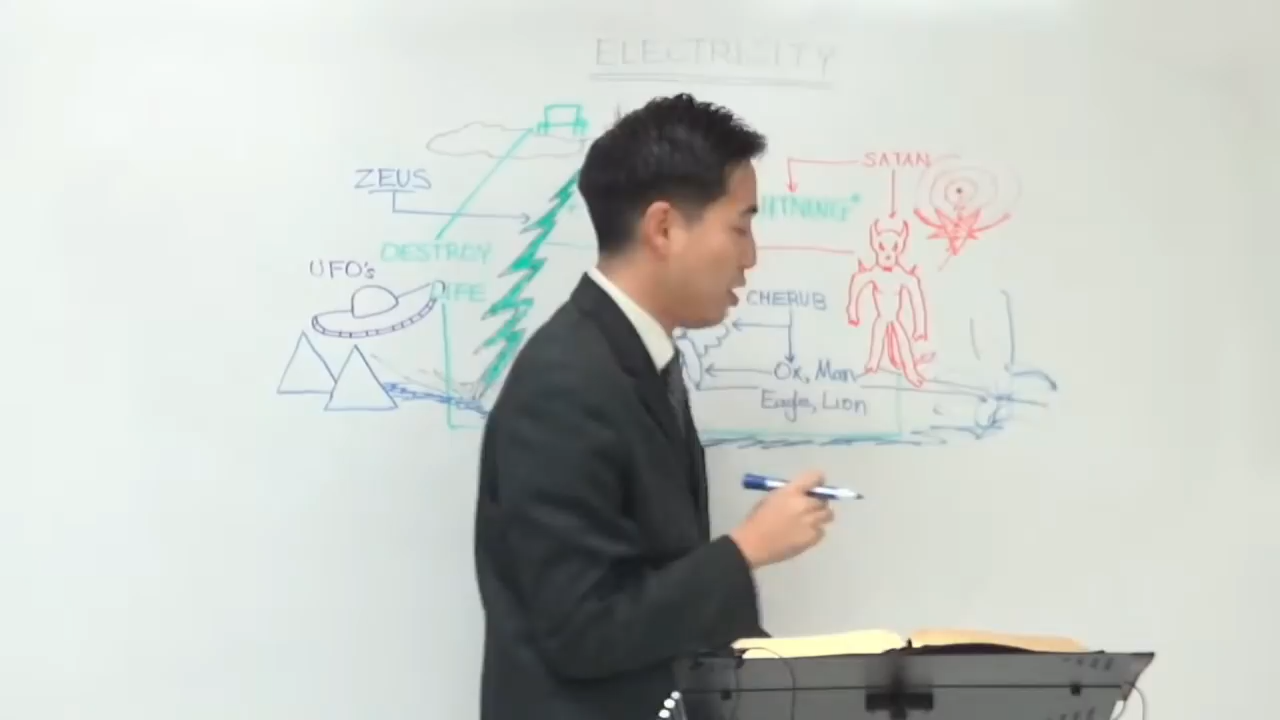 ELECTRICITY
SATAN
ZEUS
DESTROY
UFO's
LIFE
CHERUB
Ox, Man
Eagle, Lion